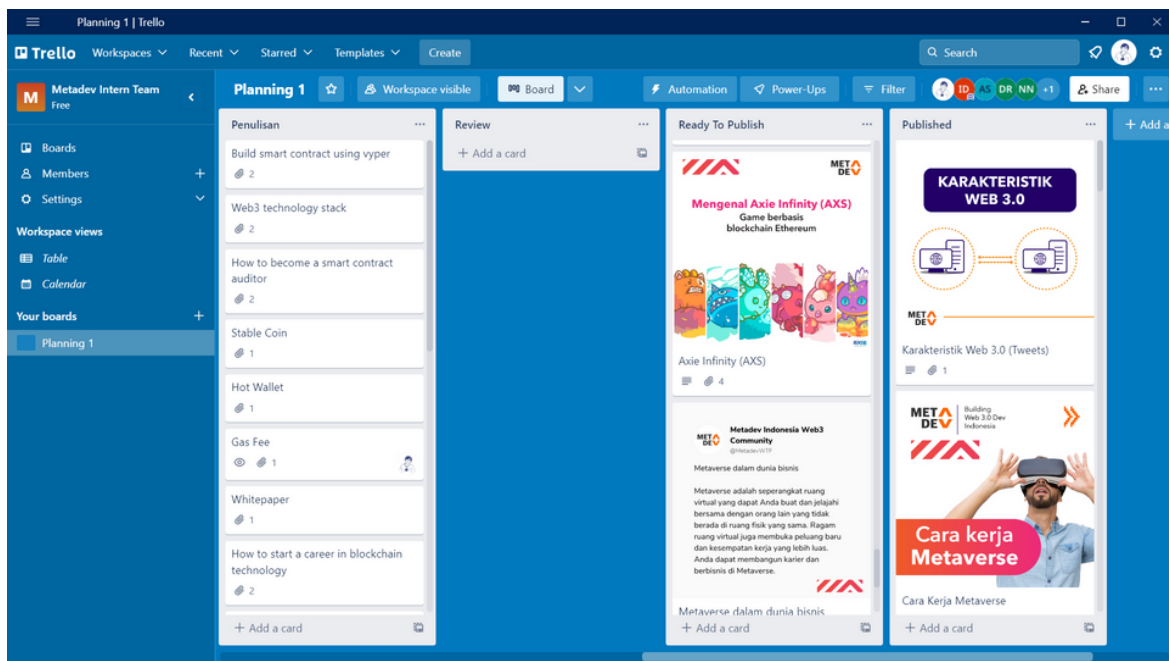 Planning 1 | Trello
Trello
Workspaces
Recent
Starred
Templates
Create
Search
M
Metadev Intern Team
Free
Boards
Members
Settings
Workspace views
Table
Calendar
Your boards
Planning 1
Planning 1
Workspace visible
Board
Automation
Power-Ups
Filter
ID
AS
DR
NN
+1
Share
Penulisan
Build smart contract using vyper
2
Web3 technology stack
2
How to become a smart contract
auditor
2
Stable Coin
1
Hot Wallet
1
Gas Fee
1
Whitepaper
1
How to start a career in blockchain
technology
2
+ Add a card
Review
+ Add a card
Ready To Publish
META
DEV
Mengenal Axie Infinity (AXS)
Game berbasis
blockchain Ethereum
Axie Infinity (AXS)
4
META
DEV
Metadev Indonesia Web3
Community
@MetadevWTF
Metaverse dalam dunia bisnis
Metaverse adalah seperangkat ruang
virtual yang dapat Anda buat dan jelajahi
bersama dengan orang lain yang tidak
berada di ruang fisik yang sama. Ragam
ruang virtual juga membuka peluang baru
dan kesempatan kerja yang lebih luas.
Anda dapat membangun karier dan
berbisnis di Metaverse.
Metaverse dalam dunia bisnis
+ Add a card
Published
KARAKTERISTIK
WEB 3.0
META
DEV
Karakteristik Web 3.0 (Tweets)
1
META
DEV
Building
Web 3.0 Dev
Indonesia
Cara kerja
Metaverse
Cara Kerja Metaverse
+ Add a card
+ Add a